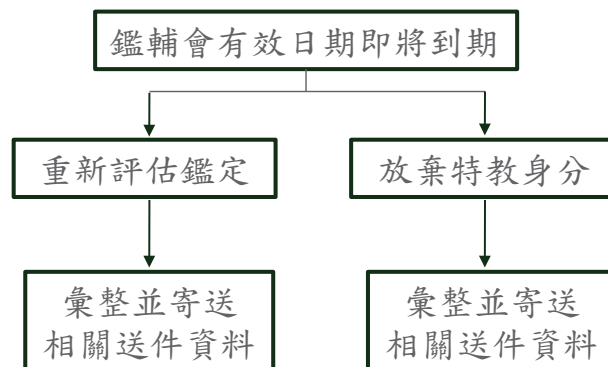 鑑輔會有效日期即將到期
重新評估鑑定
放棄特教身分
彙整並寄送
相關送件資料
彙整並寄送
相關送件資料